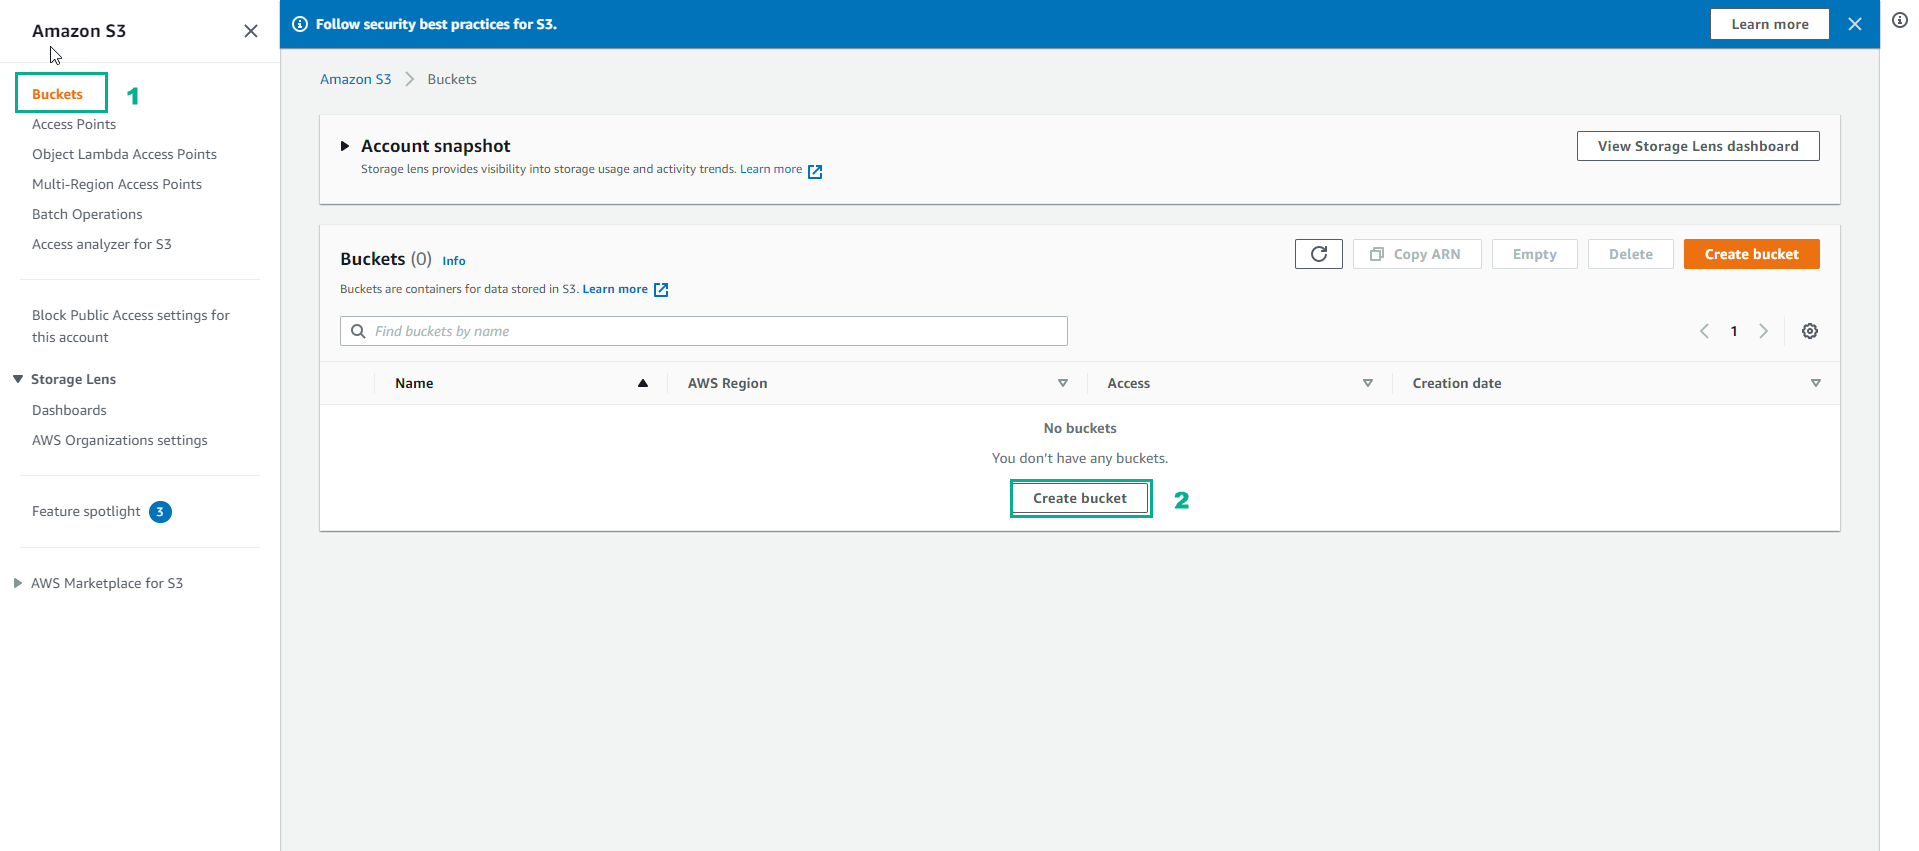 Amazon S3
Buckets
1
Access Points
Object Lambda Access Points
Multi-Region Access Points
Batch Operations
Access analyzer for S3
Block Public Access settings for
this account
Storage Lens
Dashboards
AWS Organizations settings
Feature spotlight 3
AWS Marketplace for S3
Follow security best practices for S3.
Learn more
Amazon S3 Buckets
Account snapshot
View Storage Lens dashboard
Storage lens provides visibility into storage usage and activity trends. Learn more
Buckets (0) Info
Copy ARN
Empty
Delete
Create bucket
Buckets are containers for data stored in S3. Learn more
Find buckets by name
1
Name AWS Region Access Creation date
No buckets
You don't have any buckets.
Create bucket
2